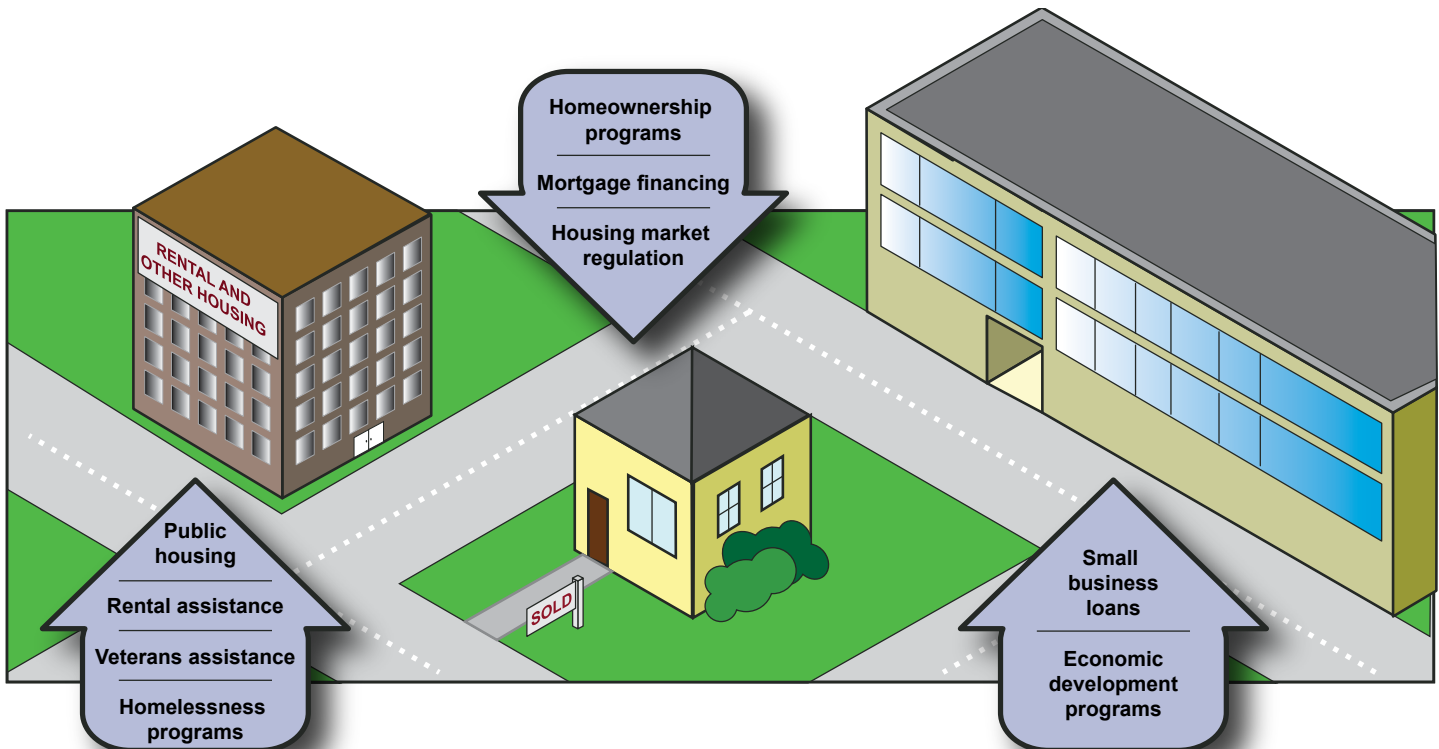 Homeownership
programs
Mortgage financing
Housing market
regulation
RENTAL AND
OTHER HOUSING
Public
housing
Rental assistance
Veterans assistance
Homelessness
programs
SOLD
Small
business
loans
Economic
development
programs